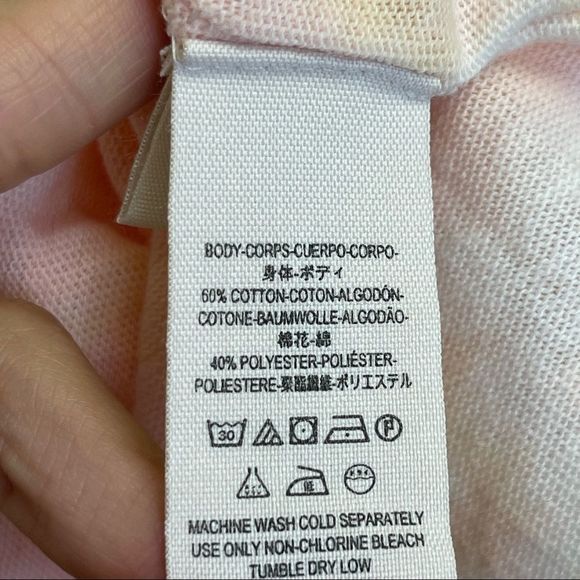 BODY-CORPS-CUERPO-CORPO-
身体-ボディ
60% COTTON-COTON-ALGODÓN-
COTONE-BAUMWOLLE-ALGODÃO-
棉花-綿
40% POLYESTER-POLIÉSTER-
POLIESTERE-聚酯纖維-ポリエステル
30
MACHINE WASH COLD SEPARATELY
USE ONLY NON-CHLORINE BLEACH
TUMBLE DRY LOW